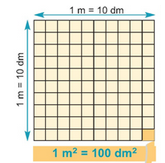 1 m = 10 dm
1 m = 10 dm
1 m² = 100 dm²